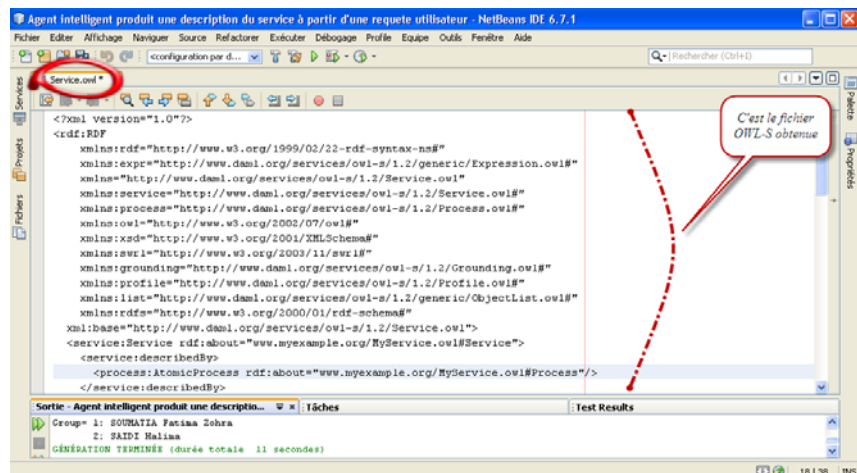 Agent intelligent produit une description du service à partir d'une requete utilisateur - NetBeans IDE 6.7.1
Fichier Editer Affichage Naviguer Source Refactorer Exécuter Débogage Profile Equipe Outils Fenêtre Aide
<configuration par d...
Rechercher (Ctrl+I)
Service.owl *
Services
Projets
Fichiers
Palette
Propriétés
<?xml version="1.0"?>
<rdf:RDF
xmlns:rdf="http://www.w3.org/1999/02/22-rdf-syntax-ns#"
xmlns:expr="http://www.daml.org/services/owl-s/1.2/generic/Expression.owl#"
xmlns="http://www.daml.org/services/owl-s/1.2/Service.owl"
xmlns:service="http://www.daml.org/services/owl-s/1.2/Service.owl#"
xmlns:process="http://www.daml.org/services/owl-s/1.2/Process.owl#"
xmlns:owl="http://www.w3.org/2002/07/owl#"
xmlns:xsd="http://www.w3.org/2001/XMLSchema#"
xmlns:swrl="http://www.w3.org/2003/11/swrl#"
xmlns:grounding="http://www.daml.org/services/owl-s/1.2/Grounding.owl#"
xmlns:profile="http://www.daml.org/services/owl-s/1.2/Profile.owl#"
xmlns:list="http://www.daml.org/services/owl-s/1.2/generic/ObjectList.owl#"
xmlns:rdfs="http://www.w3.org/2000/01/rdf-schema#"
xml:base="http://www.daml.org/services/owl-s/1.2/Service.owl">
<service:Service rdf:about="www.myexample.org/MyService.owl#Service">
<service:describedBy>
<process:AtomicProcess rdf:about="www.myexample.org/MyService.owl#Process"/>
</service:describedBy>
C'est le fichier
OWL-S obtenue
Sortie - Agent intelligent produit une descriptio...
Tâches
Test Results
Group= 1: SOUMATIA Fatima Zohra
2; SAIDI Halima
GÉNÉRATION TERMINÉE (durée totale 11 secondes)
18 | 38 INS